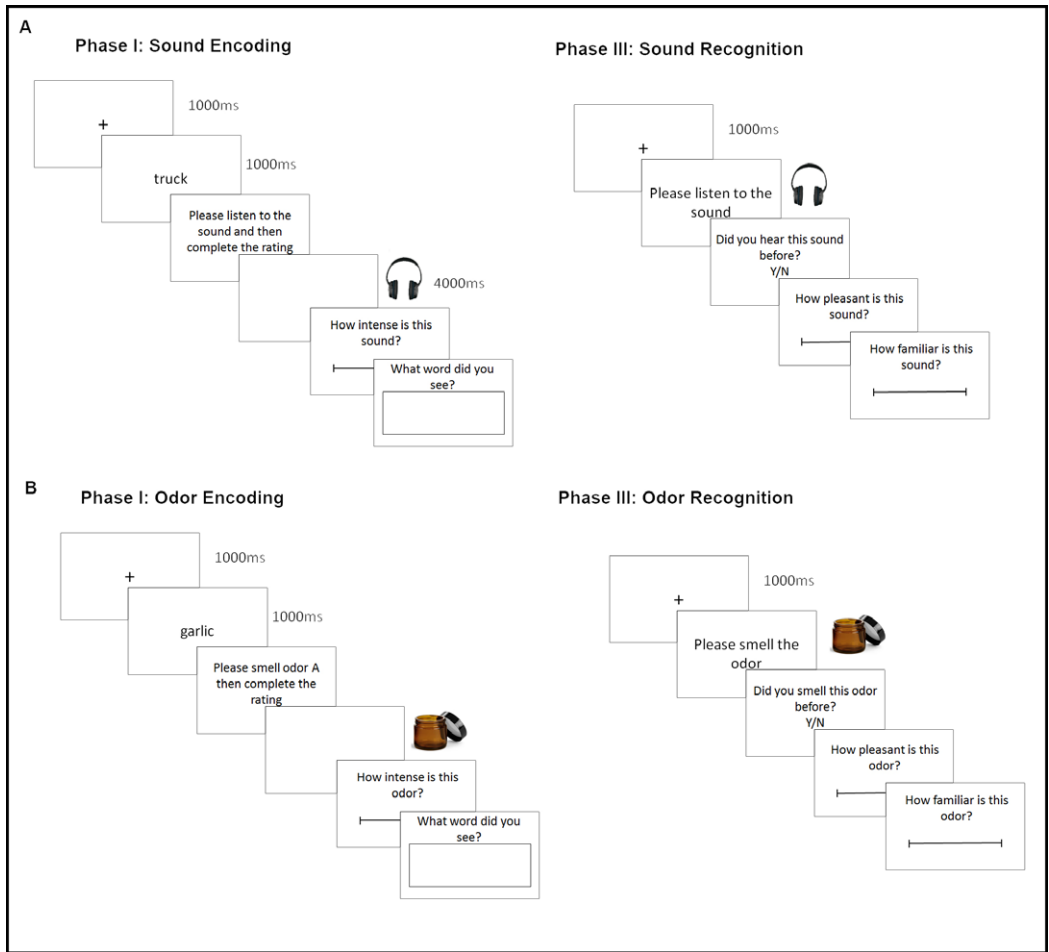 A
Phase I: Sound Encoding
+
1000ms
truck
1000ms
Please listen to the
sound and then
complete the rating
4000ms
How intense is this
sound?
What word did you
see?
Phase III: Sound Recognition
+
1000ms
Please listen to the
sound
Did you hear this sound
before?
Y/N
How pleasant is this
sound?
How familiar is this
sound?
B
Phase I: Odor Encoding
+
1000ms
garlic
1000ms
Please smell odor A
then complete the
rating
How intense is this
odor?
What word did you
see?
Phase III: Odor Recognition
+
1000ms
Please smell the
odor
Did you smell this odor
before?
Y/N
How pleasant is this
odor?
How familiar is this
odor?